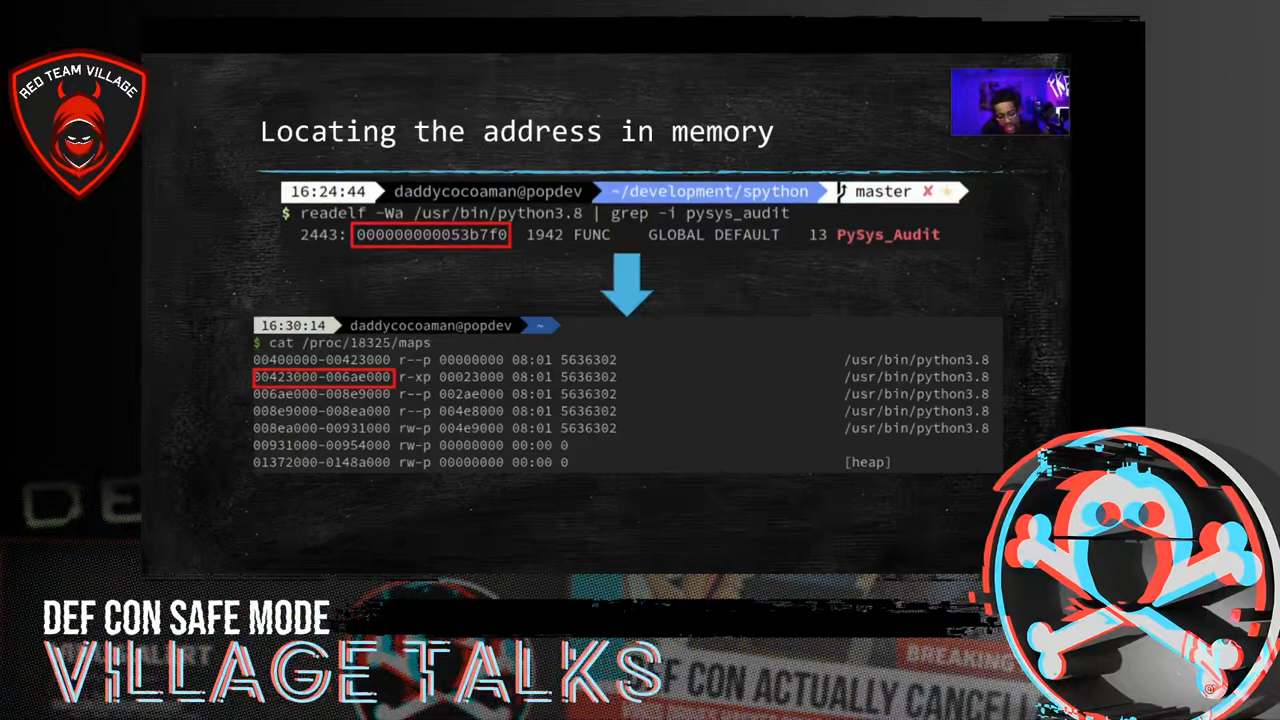 RED TEAM VILLAGE
Locating the address in memory
16:24:44 daddycocoaman@popdev ~/development/spython master ✘ ★
$ readelf -Wa /usr/bin/python3.8 | grep -i pysys_audit
2443: 000000000053b7f0 1942 FUNC GLOBAL DEFAULT 13 PySys_Audit
16:30:14 daddycocoaman@popdev ~
$ cat /proc/18325/maps
00400000-00423000 r--p 00000000 08:01 5636302 /usr/bin/python3.8
00423000-006ae000 r-xp 00023000 08:01 5636302 /usr/bin/python3.8
006ae000-008e9000 r--p 002ae000 08:01 5636302 /usr/bin/python3.8
008e9000-008ea000 r--p 004e8000 08:01 5636302 /usr/bin/python3.8
008ea000-00931000 rw-p 004e9000 08:01 5636302 /usr/bin/python3.8
00931000-00954000 rw-p 00000000 00:00 0
01372000-0148a000 rw-p 00000000 00:00 0 [heap]
DE
DEF CON SAFE MODE
VILLAGE TALKS
BREAKING
DEF CON ACTUALLY CANCELL